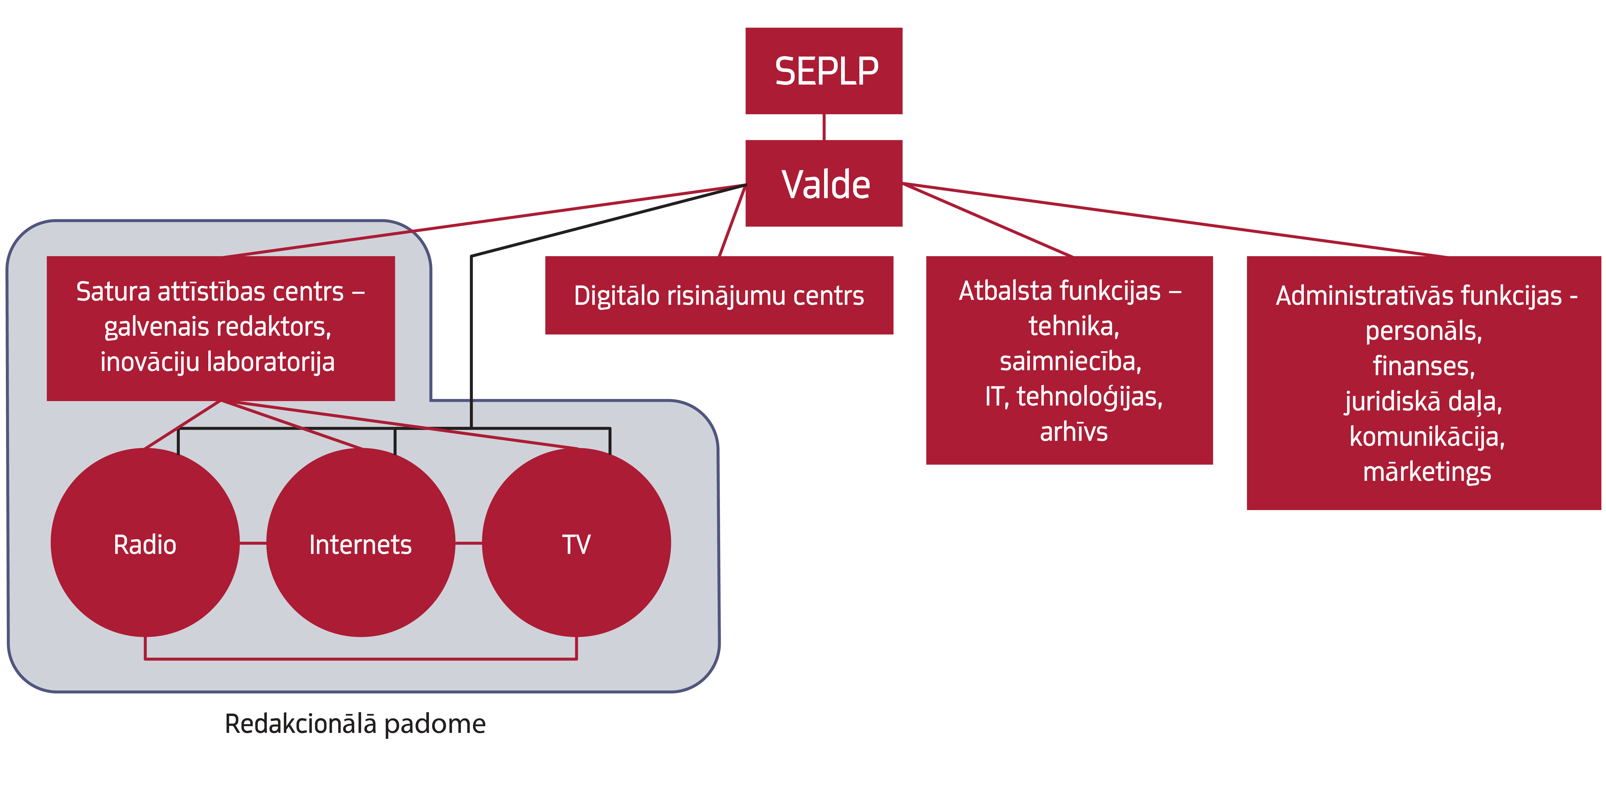 SEPLP
Valde
Satura attīstības centrs –
galvenais redaktors,
inovāciju laboratorija
Digitālo risinājumu centrs
Atbalsta funkcijas –
tehnika,
saimniecība,
IT, tehnoloģijas,
arhīvs
Administratīvās funkcijas -
personāls,
finanses,
juridiskā daļa,
komunikācija,
mārketings
Radio
Internets
TV
Redakcionālā padome